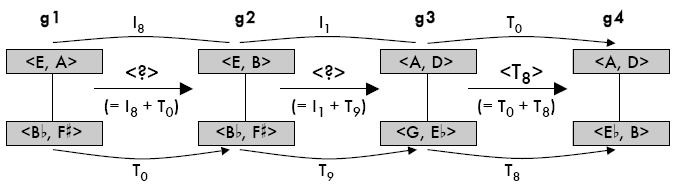 g1 g2 g3 g4
I₈ I₁ T₀
<E, A> <E, B> <A, D> <A, D>
<?> <?> <T₈>
(= I₈ + T₀) (= I₁ + T₉) (= T₀ + T₈)
<B♭, F♯> <B♭, F♯> <G, E♭> <E♭, B>
T₀ T₉ T₈